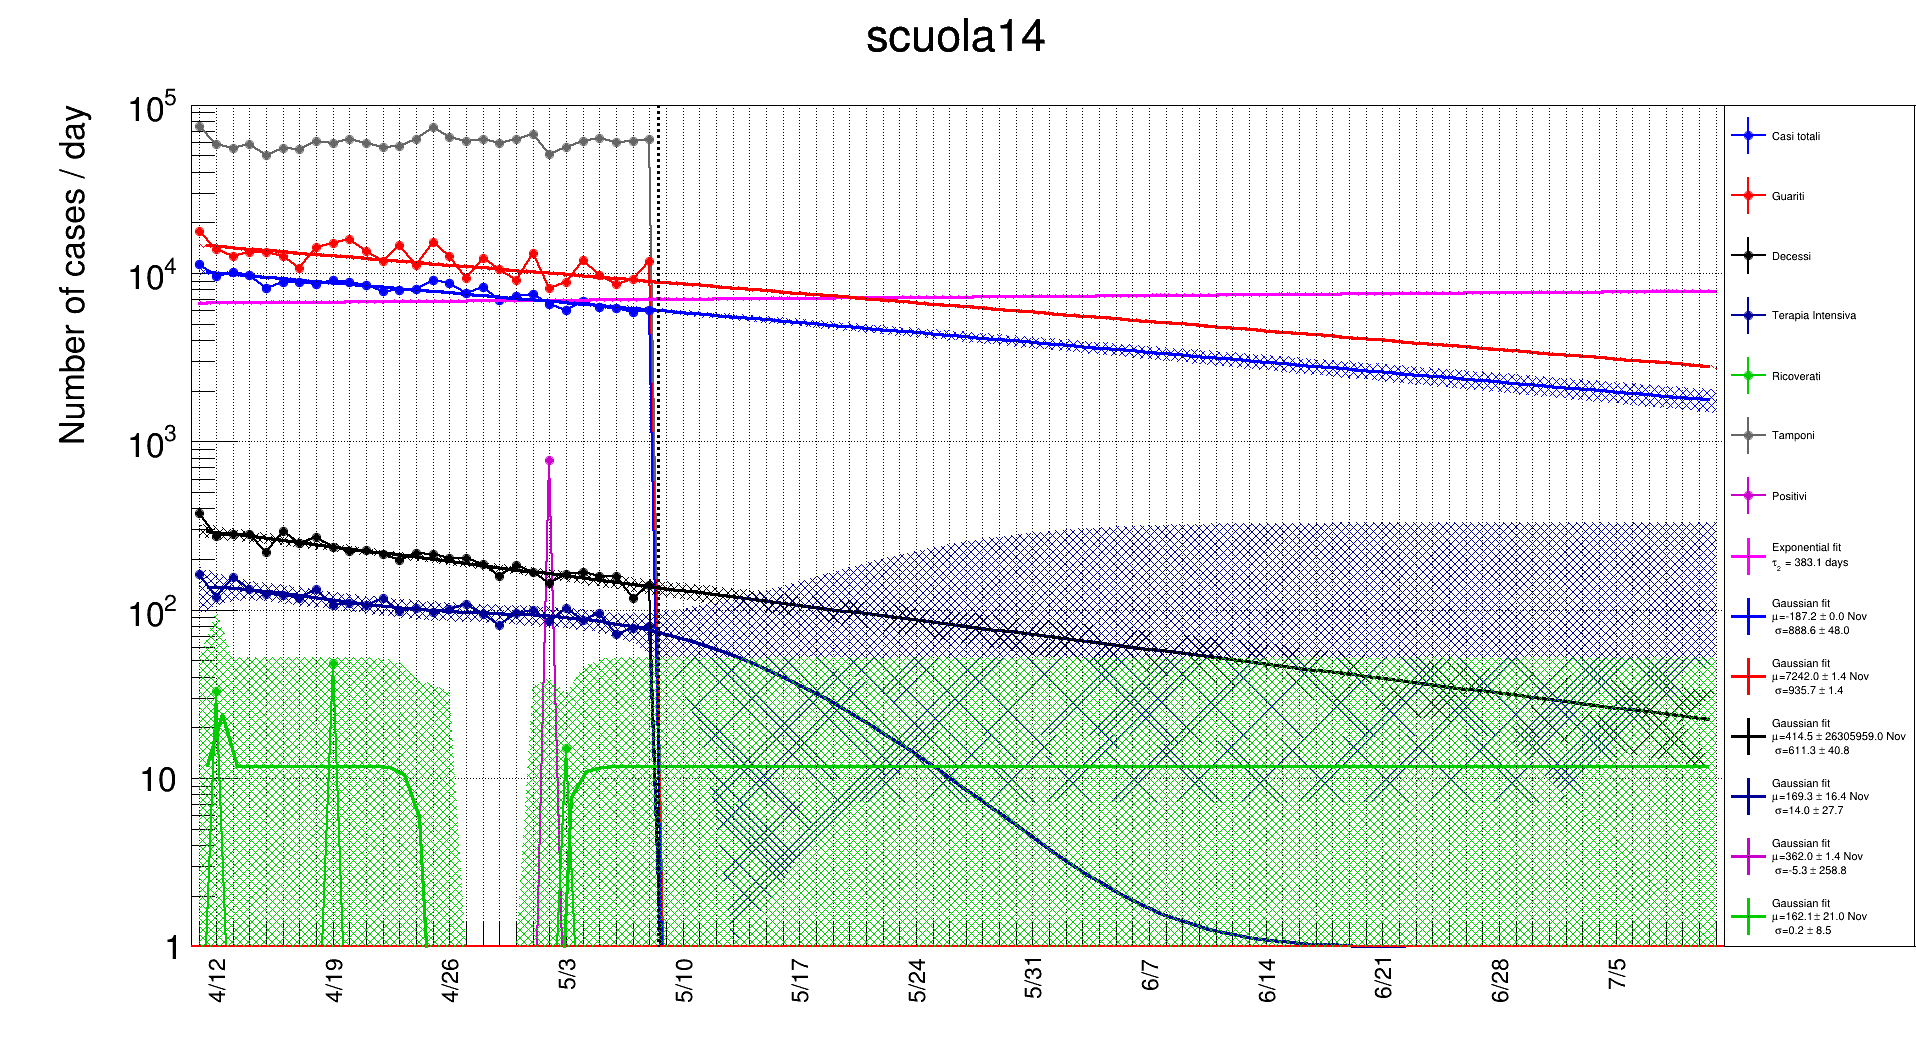 scuola14
Number of cases / day
10^5
10^4
10^3
10^2
10
1
4/12
4/19
4/26
5/3
5/10
5/17
5/24
5/31
6/7
6/14
6/21
6/28
7/5
Casi totali
Guariti
Decessi
Terapia Intensiva
Ricoverati
Tamponi
Positivi
Exponential fit
τ₂ = 383.1 days
Gaussian fit
μ=-187.2 ± 0.0 Nov
σ=888.6 ± 48.0
Gaussian fit
μ=7242.0 ± 1.4 Nov
σ=935.7 ± 1.4
Gaussian fit
μ=414.5 ± 26305959.0 Nov
σ=611.3 ± 40.8
Gaussian fit
μ=169.3 ± 16.4 Nov
σ=14.0 ± 27.7
Gaussian fit
μ=362.0 ± 1.4 Nov
σ=-5.3 ± 258.8
Gaussian fit
μ=162.1 ± 21.0 Nov
σ=0.2 ± 8.5